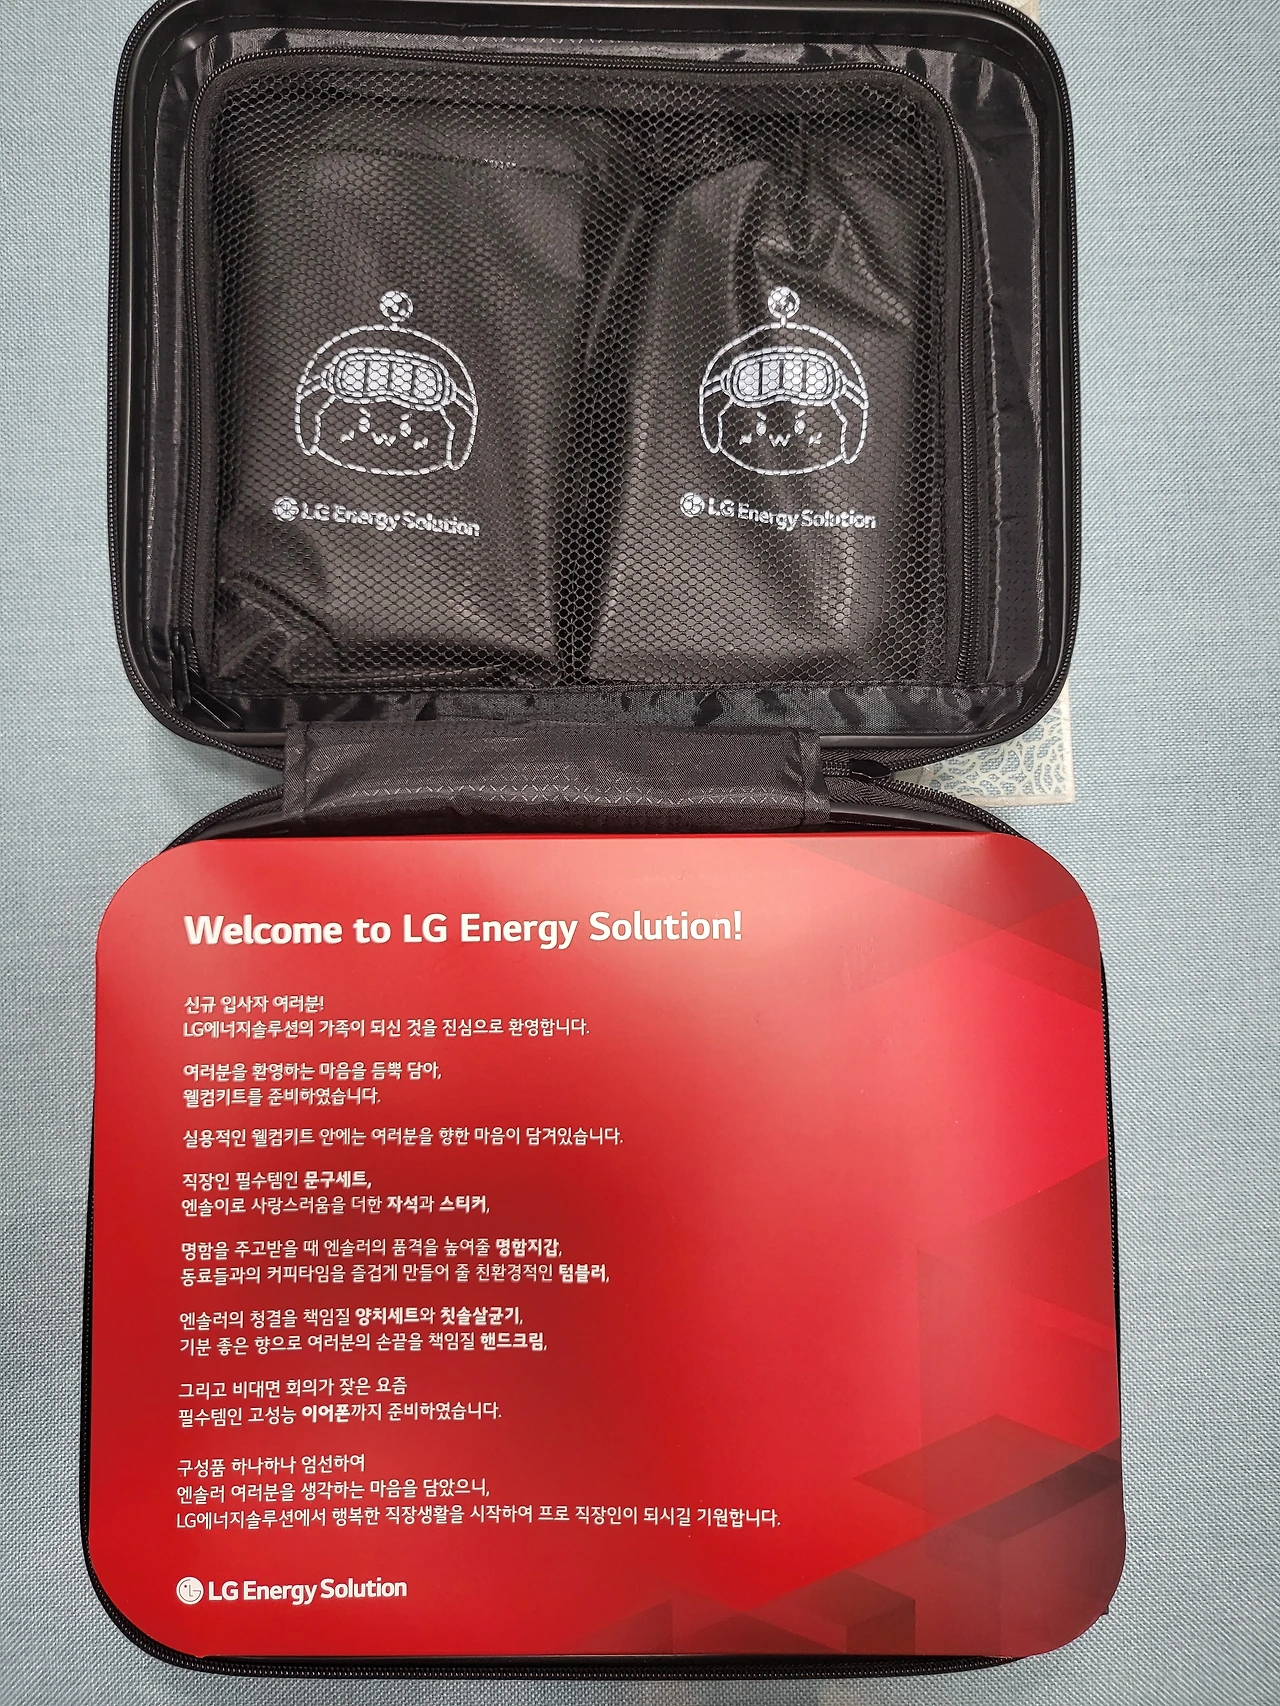 LG Energy Solution
LG Energy Solution
Welcome to LG Energy Solution!
신규 입사자 여러분!
LG에너지솔루션의 가족이 되신 것을 진심으로 환영합니다.
여러분을 환영하는 마음을 듬뿍 담아,
웰컴키트를 준비하였습니다.
실용적인 웰컴키트 안에는 여러분을 향한 마음이 담겨있습니다.
직장인 필수템인 문구세트,
엔솔이로 사랑스러움을 더한 자석과 스티커,
명함을 주고받을 때 엔솔러의 품격을 높여줄 명함지갑,
동료들과의 커피타임을 즐겁게 만들어 줄 친환경적인 텀블러,
엔솔러의 청결을 책임질 양치세트와 칫솔살균기,
기분 좋은 향으로 여러분의 손끝을 책임질 핸드크림,
그리고 비대면 회의가 잦은 요즘
필수템인 고성능 이어폰까지 준비하였습니다.
구성품 하나하나 엄선하여
엔솔러 여러분을 생각하는 마음을 담았으니,
LG에너지솔루션에서 행복한 직장생활을 시작하여 프로 직장인이 되시길 기원합니다.
LG Energy Solution